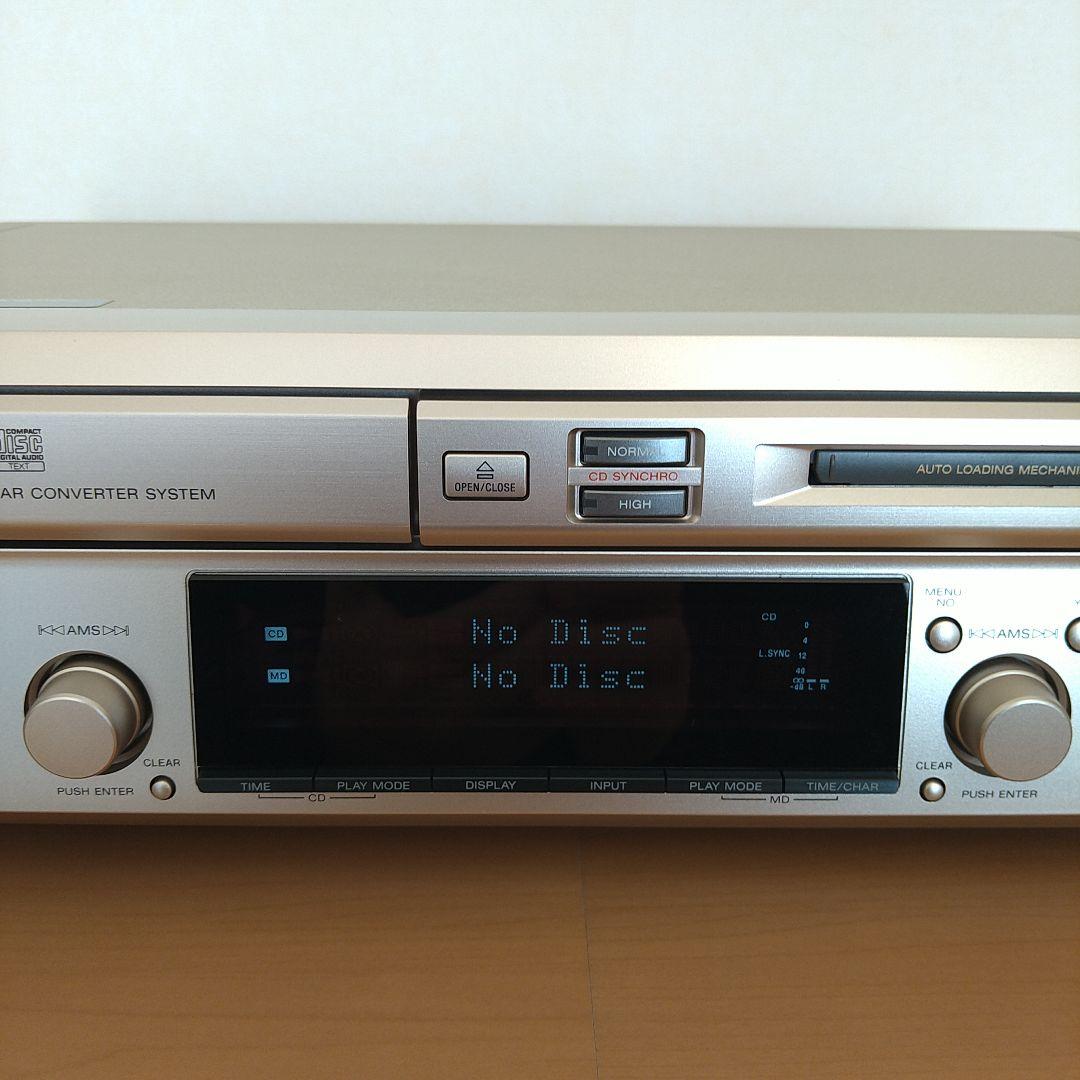 COMPACT
disc
DIGITAL AUDIO
TEXT
AR CONVERTER SYSTEM
OPEN/CLOSE
NORMAL
CD SYNCHRO
HIGH
AUTO LOADING MECHANI
AMS
PUSH ENTER
CLEAR
CD No Disc
MD No Disc
CD
L.SYNC
0
4
12
40
∞
-dB L R
TIME PLAY MODE DISPLAY INPUT PLAY MODE TIME/CHAR
CD MD
MENU
NO
Y
AMS
CLEAR
PUSH ENTER